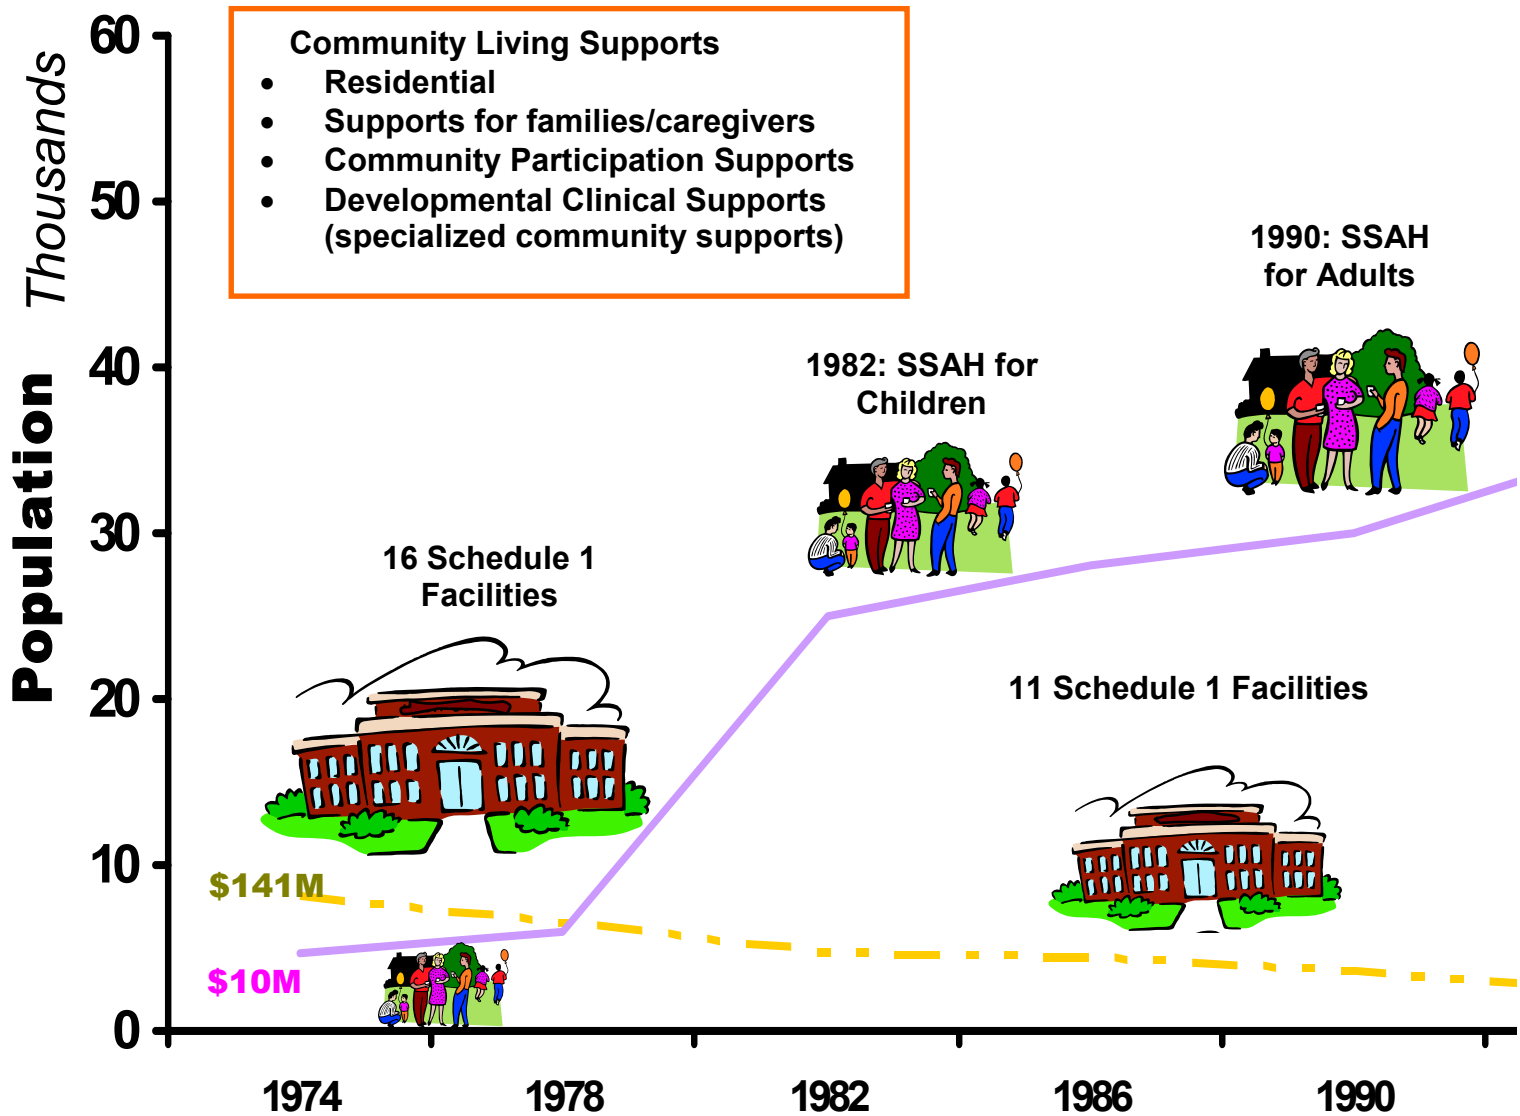 Community Living Supports
• Residential
• Supports for families/caregivers
• Community Participation Supports
• Developmental Clinical Supports
(specialized community supports)
Population Thousands
60
50
40
30
20
10
0
1990: SSAH
for Adults
1982: SSAH for
Children
16 Schedule 1
Facilities
11 Schedule 1 Facilities
$141M
$10M
1974 1978 1982 1986 1990